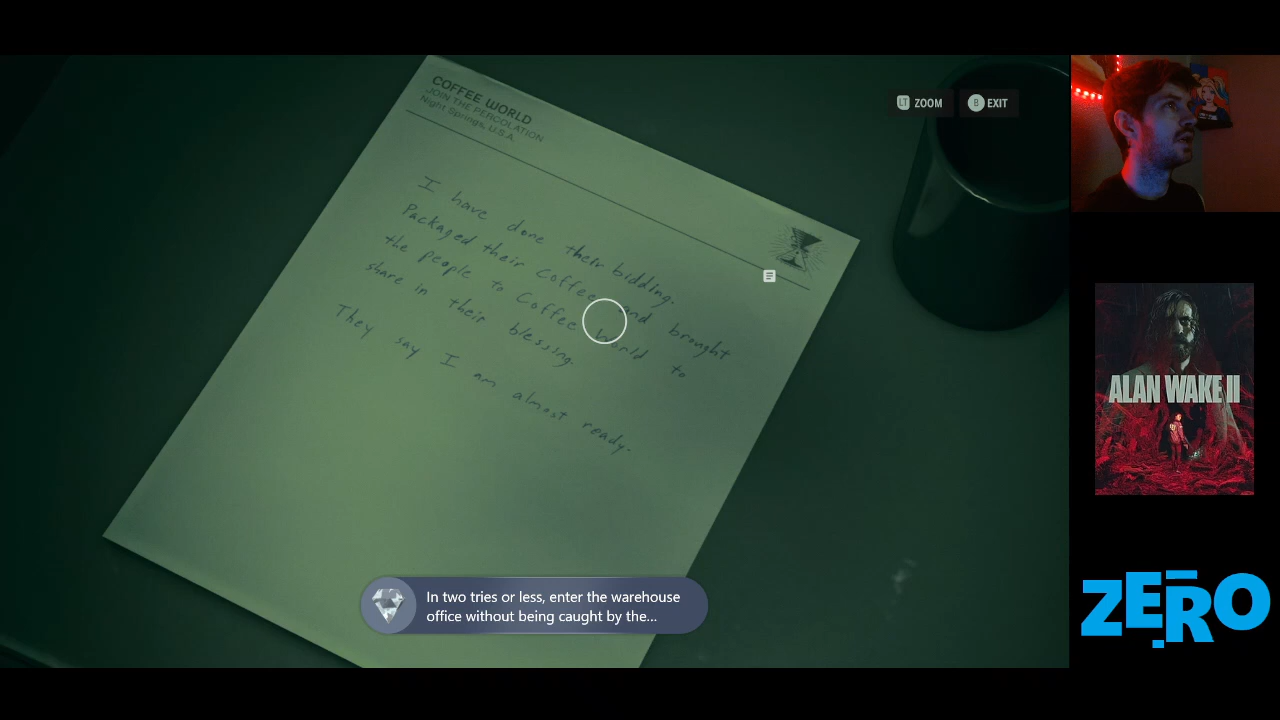 COFFEE WORLD
JOIN THE PERCOLATION
Night Springs, U.S.A.
LT ZOOM
B EXIT
I have done their bidding.
Packaged their Coffee and brought
the people to Coffee World to
share in their blessing.
They say I am almost ready.
In two tries or less, enter the warehouse
office without being caught by the...
ALAN WAKE II
ZERO